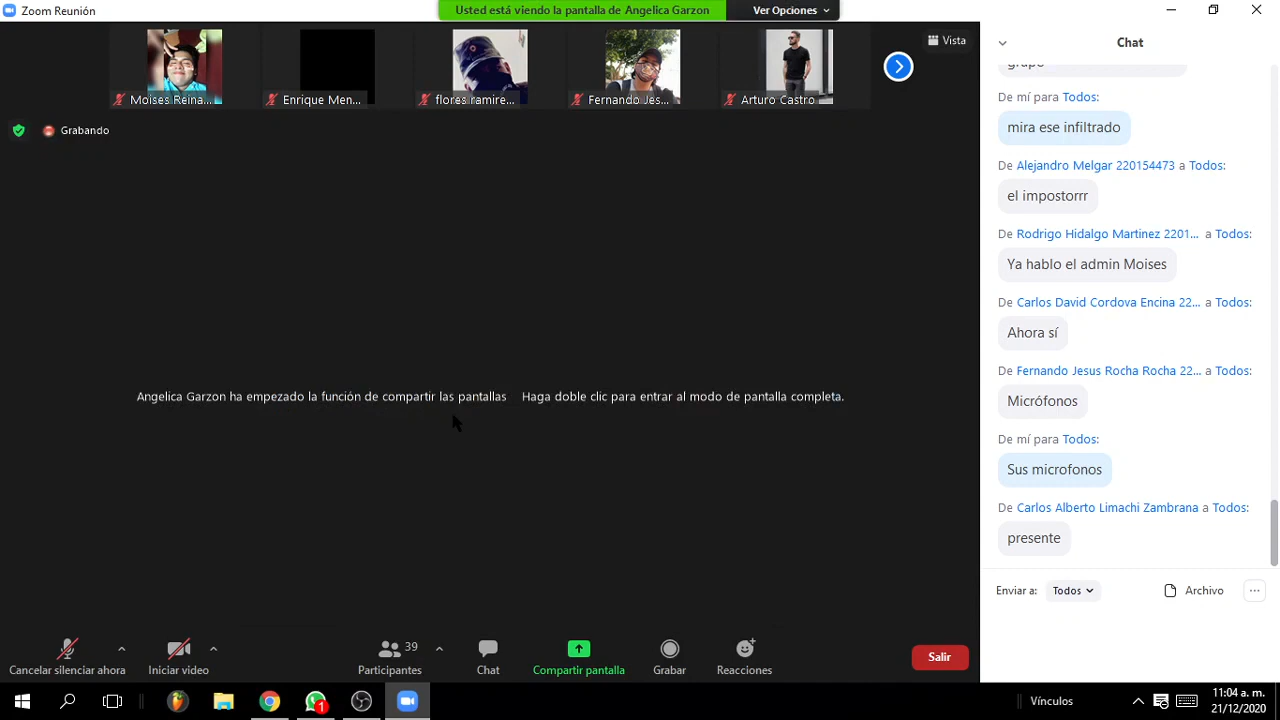 Zoom Reunión
Usted está viendo la pantalla de Angelica Garzon
Ver Opciones
Moises Reina...
Enrique Men...
flores ramire...
Fernando Jes...
Arturo Castro
Vista
Grabando
Angelica Garzon ha empezado la función de compartir las pantallas Haga doble clic para entrar al modo de pantalla completa.
Cancelar silenciar ahora
Iniciar video
39
Participantes
Chat
Compartir pantalla
Grabar
Reacciones
Salir
Chat
grupo
De mí para Todos:
mira ese infiltrado
De Alejandro Melgar 220154473 a Todos:
el impostorrr
De Rodrigo Hidalgo Martinez 2201... a Todos:
Ya hablo el admin Moises
De Carlos David Cordova Encina 22... a Todos:
Ahora sí
De Fernando Jesus Rocha Rocha 22... a Todos:
Micrófonos
De mí para Todos:
Sus microfonos
De Carlos Alberto Limachi Zambrana a Todos:
presente
Enviar a: Todos
Archivo
1
Vínculos
11:04 a. m.
21/12/2020